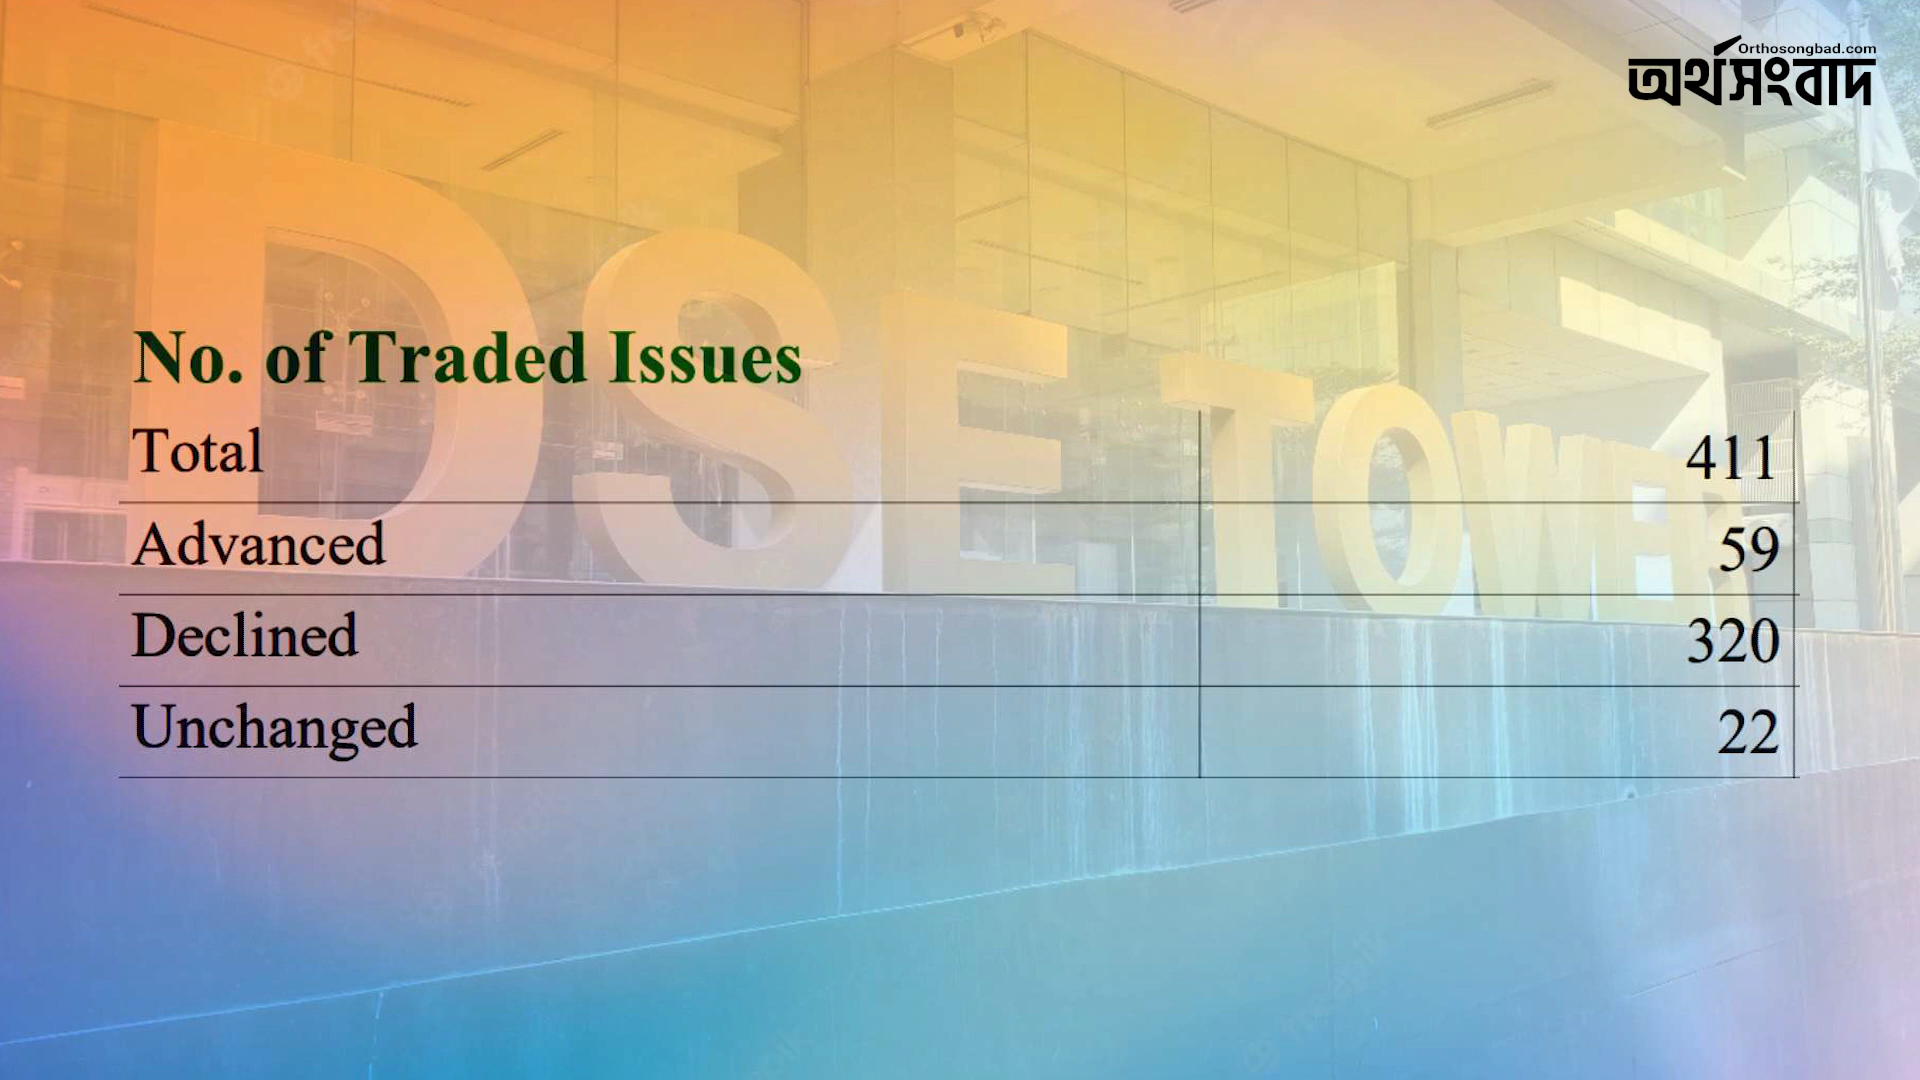 Orthosongbad.com
অর্থসংবাদ
DSE TOWER
No. of Traded Issues
Total 411
Advanced 59
Declined 320
Unchanged 22